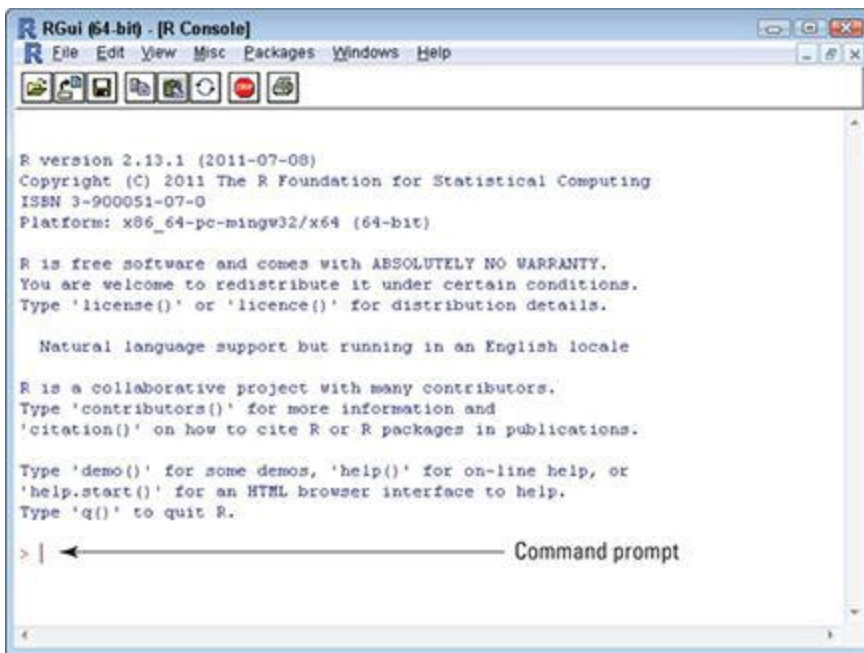 RGui (64-bit) - [R Console]
File Edit View Misc Packages Windows Help
STOP
R version 2.13.1 (2011-07-08)
Copyright (C) 2011 The R Foundation for Statistical Computing
ISBN 3-900051-07-0
Platform: x86_64-pc-mingw32/x64 (64-bit)
R is free software and comes with ABSOLUTELY NO WARRANTY.
You are welcome to redistribute it under certain conditions.
Type 'license()' or 'licence()' for distribution details.
Natural language support but running in an English locale
R is a collaborative project with many contributors.
Type 'contributors()' for more information and
'citation()' on how to cite R or R packages in publications.
Type 'demo()' for some demos, 'help()' for on-line help, or
'help.start()' for an HTML browser interface to help.
Type 'q()' to quit R.
> | Command prompt